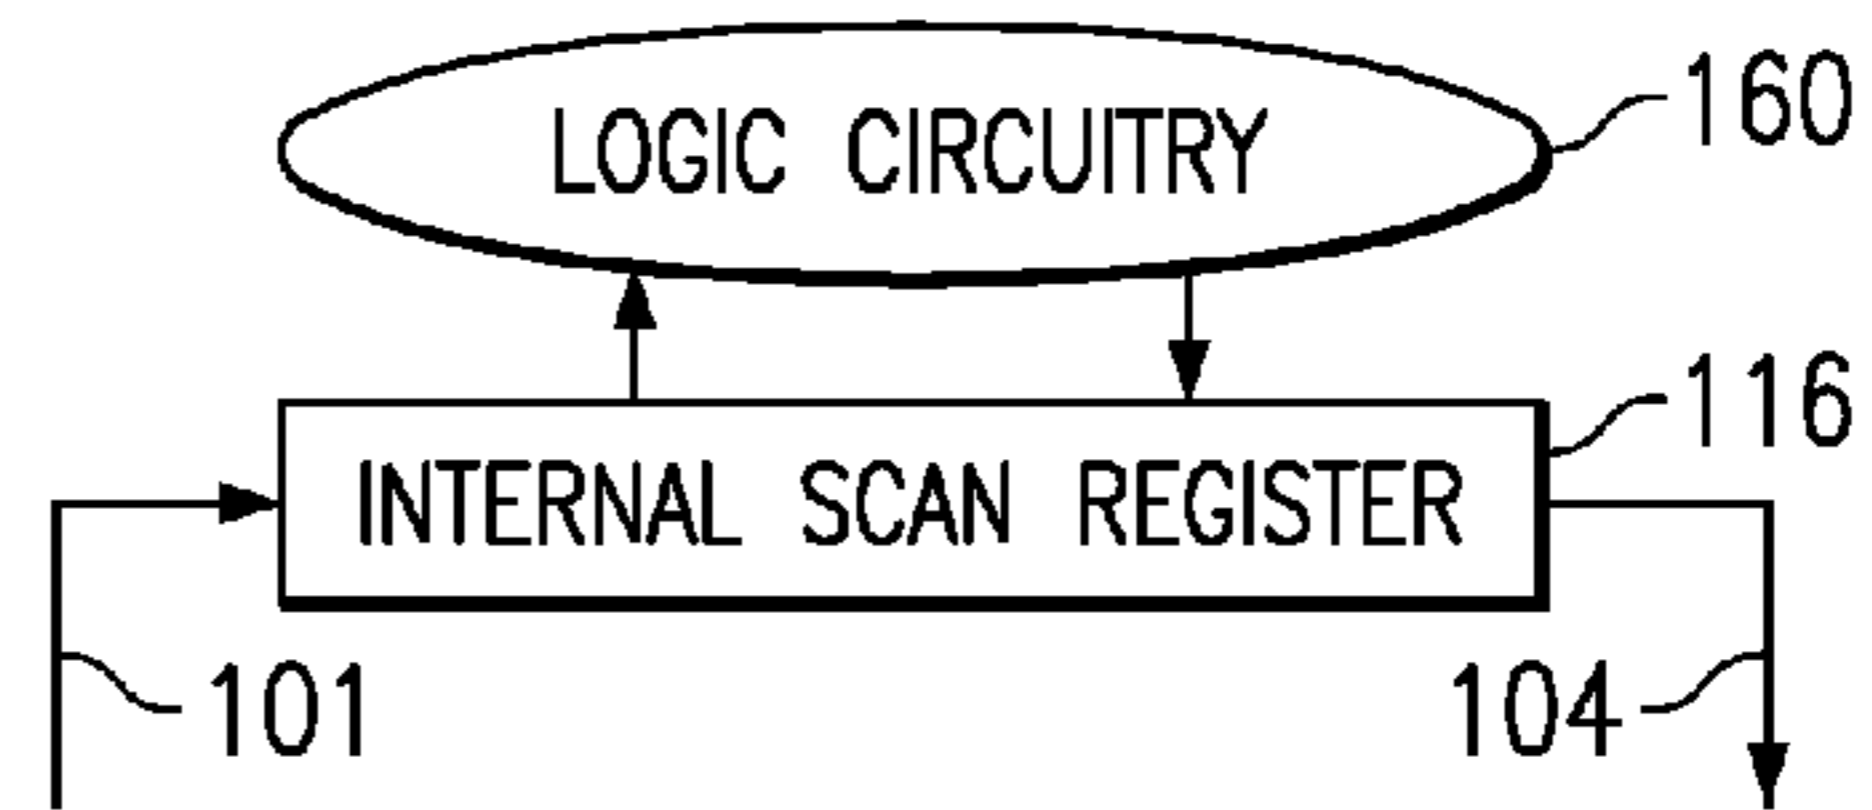 LOGIC CIRCUITRY
160
116
INTERNAL SCAN REGISTER
101
104